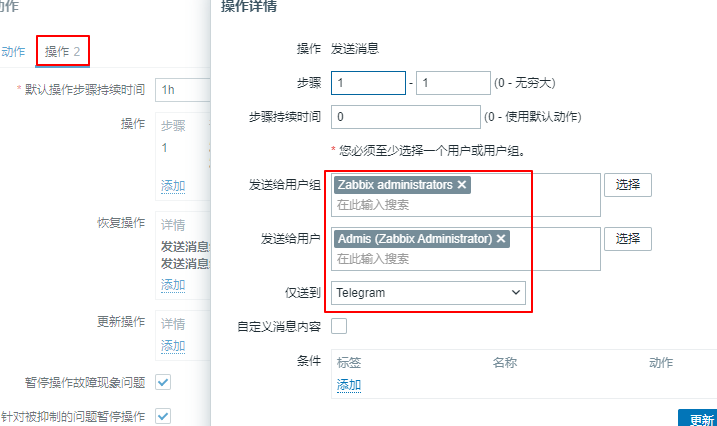 动作
动作
操作 2
* 默认操作步骤持续时间 1h
操作
步骤
1
添加
恢复操作
详情
发送消息
发送消息
添加
更新操作
详情
添加
暂停操作故障现象问题
针对被抑制的问题暂停操作
操作详情
操作 发送消息
步骤 1 - 1 (0 - 无穷大)
步骤持续时间 0 (0 - 使用默认动作)
* 您必须至少选择一个用户或用户组。
发送给用户组 Zabbix administrators 选择
在此输入搜索
发送给用户 Admis (Zabbix Administrator) 选择
在此输入搜索
仅送到 Telegram
自定义消息内容
条件 标签 名称 动作
添加
更新